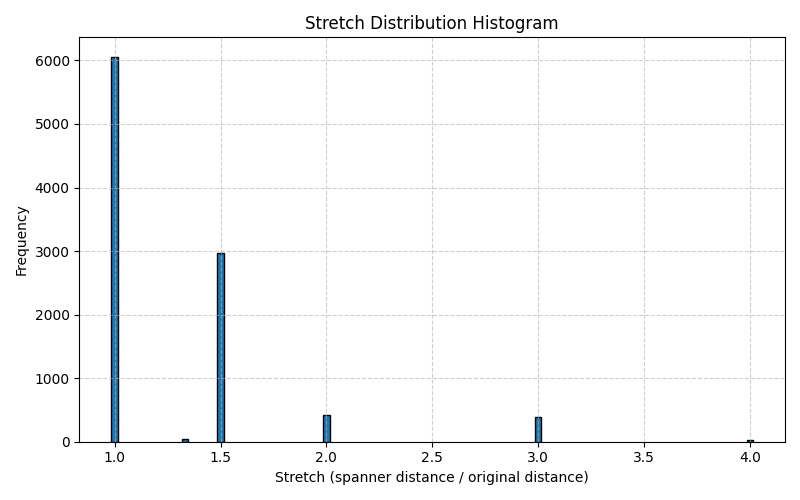 Stretch Distribution Histogram
6000
5000
4000
3000
2000
1000
0
Frequency
1.0 1.5 2.0 2.5 3.0 3.5 4.0
Stretch (spanner distance / original distance)